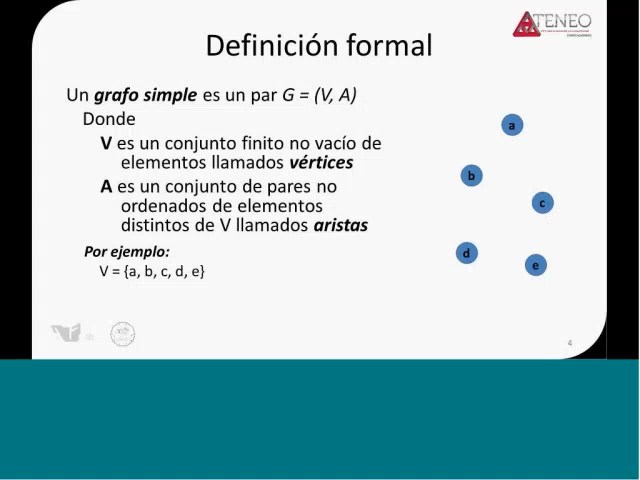 ATENEO
Definición formal
Un grafo simple es un par G = (V, A)
Donde
V es un conjunto finito no vacío de
elementos llamados vértices
A es un conjunto de pares no
ordenados de elementos
distintos de V llamados aristas
Por ejemplo:
V = {a, b, c, d, e}
a
b
c
d
e
4